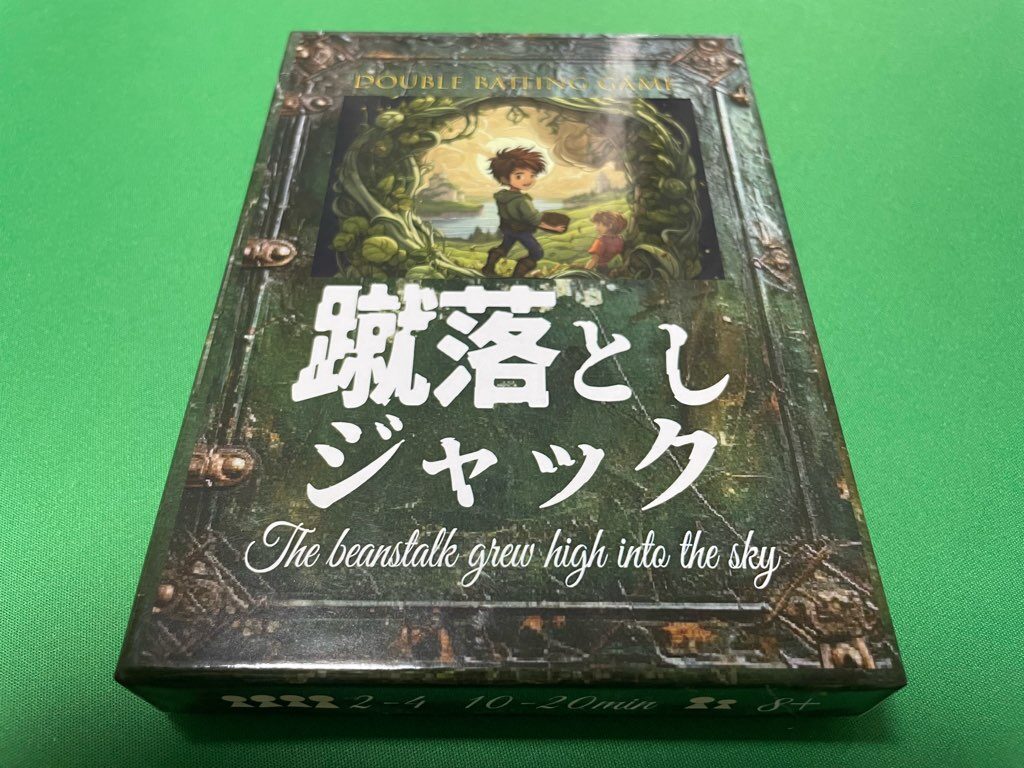 DOUBLE BATTING GAME
蹴落とし
ジャック
The beanstalk grew high into the sky
2-4 10-20min 8+